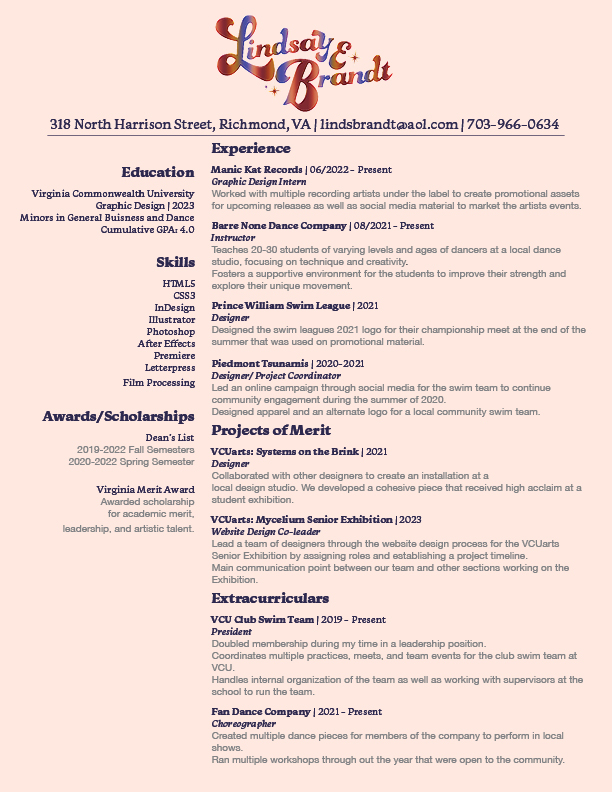 Lindsay E
Brandt
318 North Harrison Street, Richmond, VA | lindsbrandt@aol.com | 703-966-0634
Education
Virginia Commonwealth University
Graphic Design | 2023
Minors in General Buisness and Dance
Cumulative GPA: 4.0
Skills
HTML5
CSS3
InDesign
Illustrator
Photoshop
After Effects
Premiere
Letterpress
Film Processing
Awards/Scholarships
Dean's List
2019-2022 Fall Semesters
2020-2022 Spring Semester
Virginia Merit Award
Awarded scholarship
for academic merit,
leadership, and artistic talent.
Experience
Manic Kat Records | 06/2022 - Present
Graphic Design Intern
Worked with multiple recording artists under the label to create promotional assets
for upcoming releases as well as social media material to market the artists events.
Barre None Dance Company | 08/2021 - Present
Instructor
Teaches 20-30 students of varying levels and ages of dancers at a local dance
studio, focusing on technique and creativity.
Fosters a supportive environment for the students to improve their strength and
explore their unique movement.
Prince William Swim League | 2021
Designer
Designed the swim leagues 2021 logo for their championship meet at the end of the
summer that was used on promotional material.
Piedmont Tsunamis | 2020-2021
Designer/ Project Coordinator
Led an online campaign through social media for the swim team to continue
community engagement during the summer of 2020.
Designed apparel and an alternate logo for a local community swim team.
Projects of Merit
VCUarts: Systems on the Brink | 2021
Designer
Collaborated with other designers to create an installation at a
local design studio. We developed a cohesive piece that received high acclaim at a
student exhibition.
VCUarts: Mycelium Senior Exhibition | 2023
Website Design Co-leader
Lead a team of designers through the website design process for the VCUarts
Senior Exhibition by assigning roles and establishing a project timeline.
Main communication point between our team and other sections working on the
Exhibition.
Extracurriculars
VCU Club Swim Team | 2019 - Present
President
Doubled membership during my time in a leadership position.
Coordinates multiple practices, meets, and team events for the club swim team at
VCU.
Handles internal organization of the team as well as working with supervisors at the
school to run the team.
Fan Dance Company | 2021 - Present
Choreographer
Created multiple dance pieces for members of the company to perform in local
shows.
Ran multiple workshops through out the year that were open to the community.